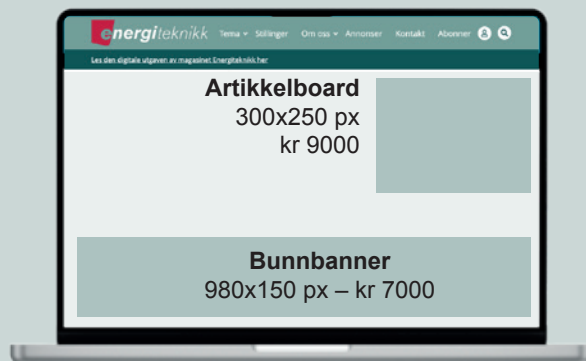 energiteknikk Tema Stillinger Om oss Annonser Kontakt Abonner
Les den digitale utgaven av magasinet Energiteknikk her
Artikkelboard
300x250 px
kr 9000
Bunnbanner
980x150 px – kr 7000